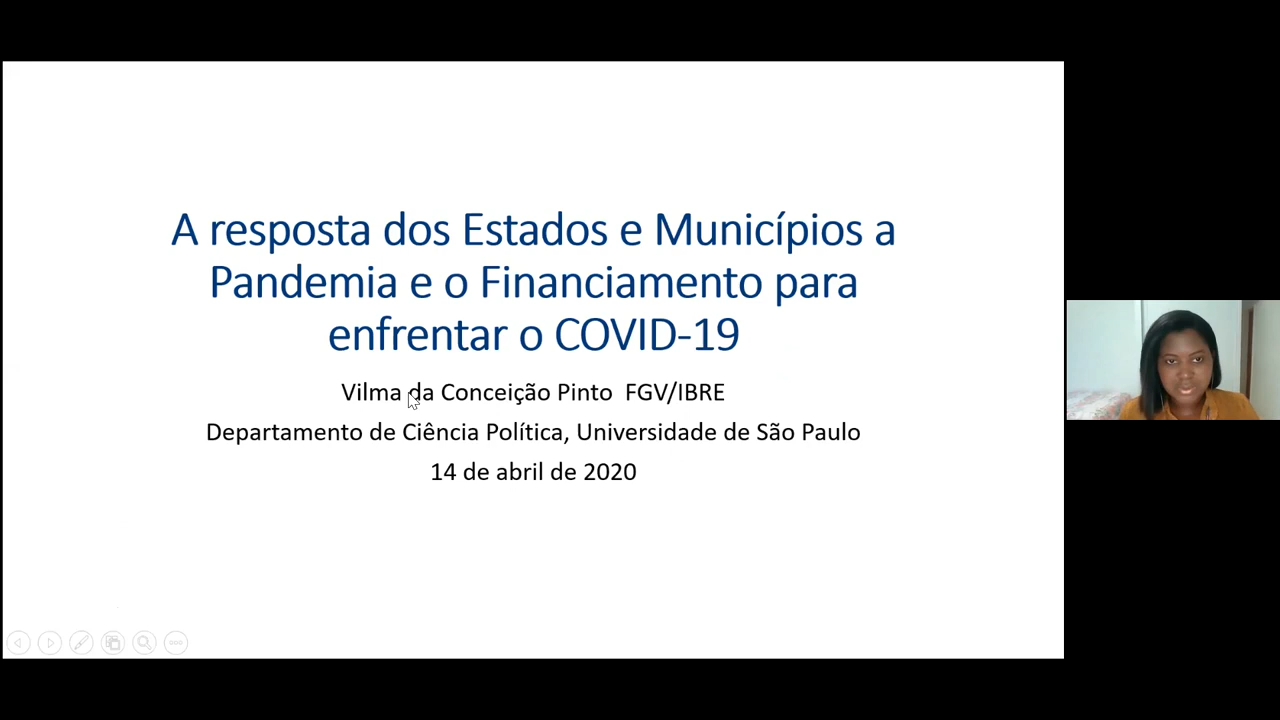 A resposta dos Estados e Municípios a
Pandemia e o Financiamento para
enfrentar o COVID-19
Vilma da Conceição Pinto  FGV/IBRE
Departamento de Ciência Política, Universidade de São Paulo
14 de abril de 2020